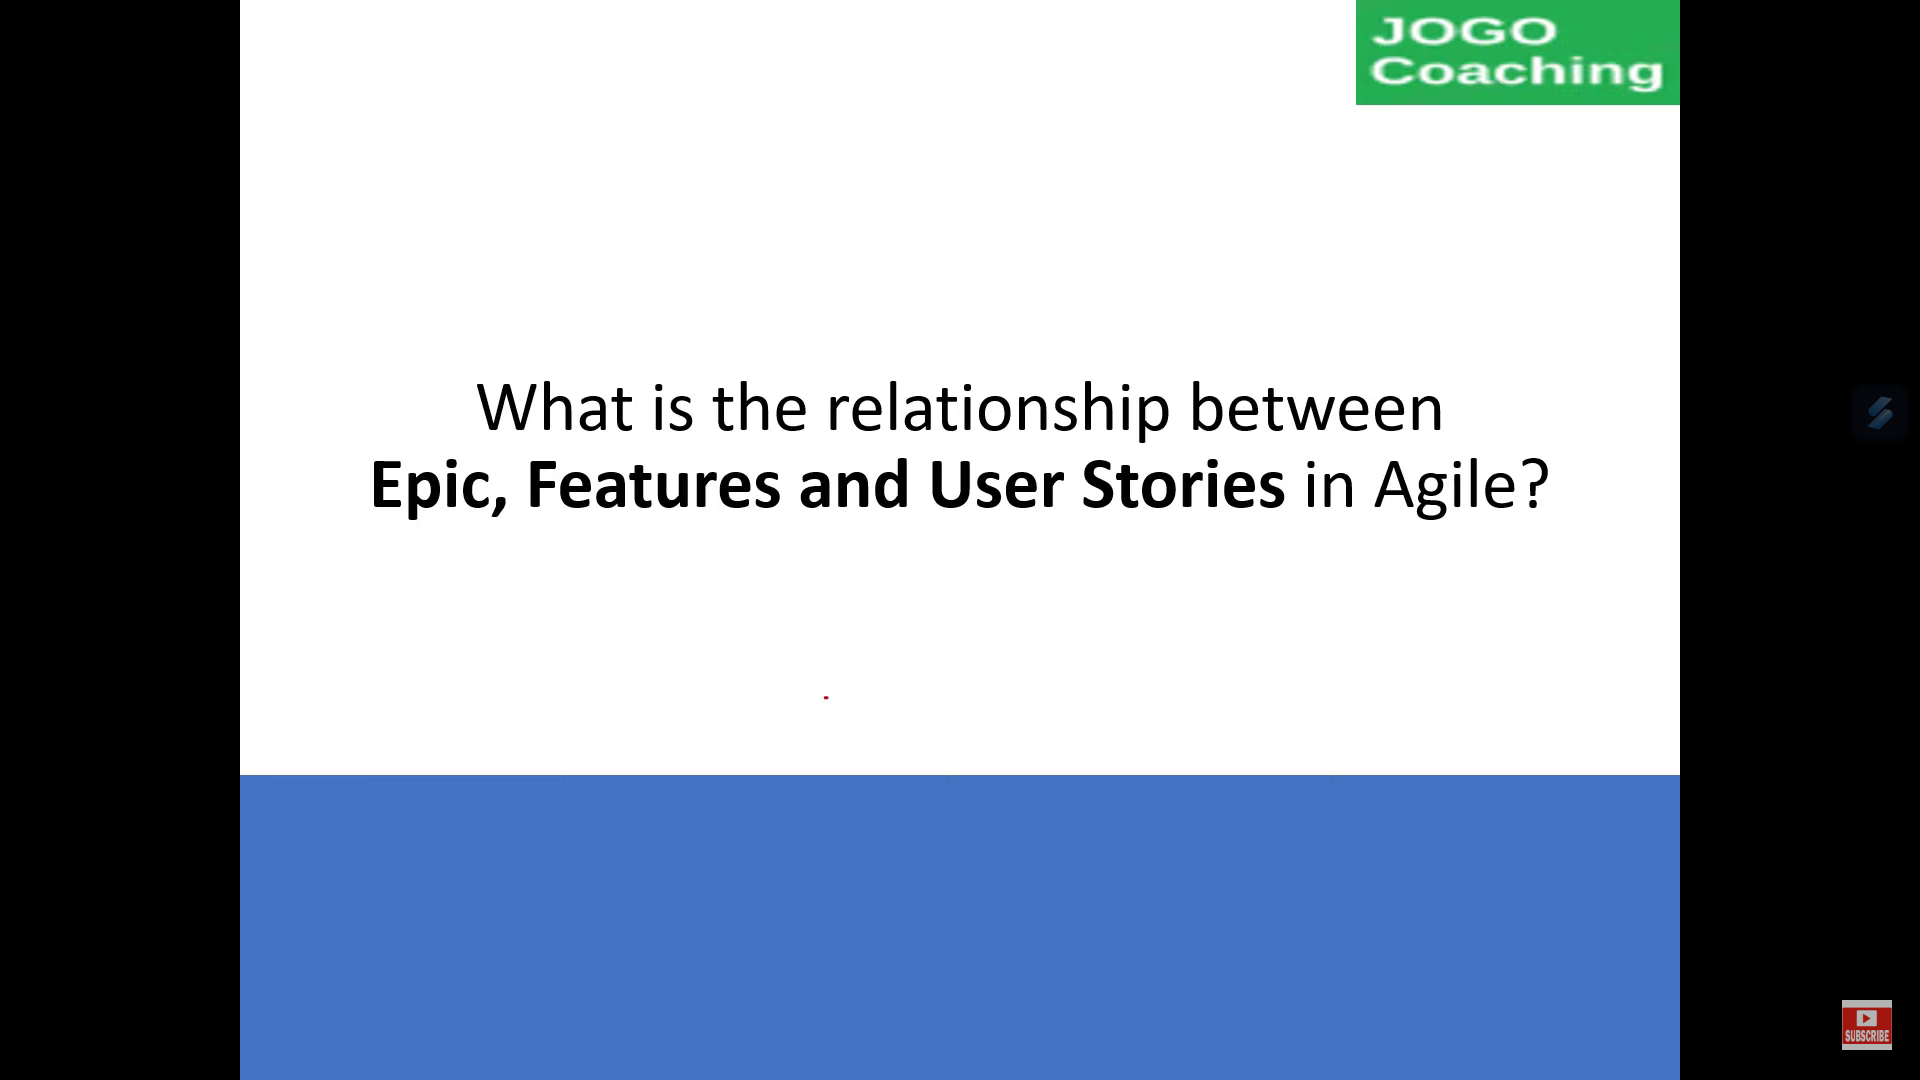 JOGO
Coaching
What is the relationship between
Epic, Features and User Stories in Agile?
SUBSCRIBE